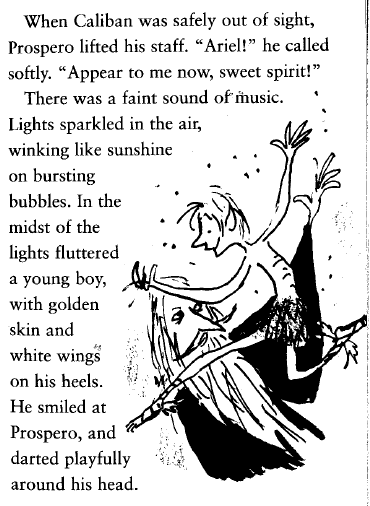 When Caliban was safely out of sight,
Prospero lifted his staff. “Ariel!” he called
softly. “Appear to me now, sweet spirit!”
There was a faint sound of music.
Lights sparkled in the air,
winking like sunshine
on bursting
bubbles. In the
midst of the
lights fluttered
a young boy,
with golden
skin and
white wings
on his heels.
He smiled at
Prospero, and
darted playfully
around his head.